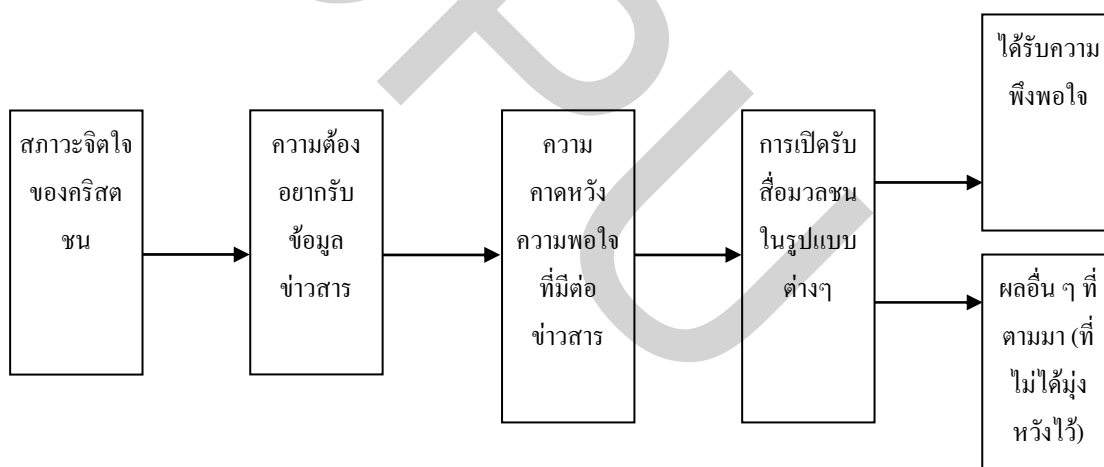 สภาวะจิตใจ
ของคริสต
ชน
ความต้อง
อยากรับ
ข้อมูล
ข่าวสาร
ความ
คาดหวัง
ความพอใจ
ที่มีต่อ
ข่าวสาร
การเปิดรับ
สื่อมวลชน
ในรูปแบบ
ต่างๆ
ได้รับความ
พึงพอใจ
ผลอื่น ๆ ที่
ตามมา (ที่
ไม่ได้มุ่ง
หวังไว้)